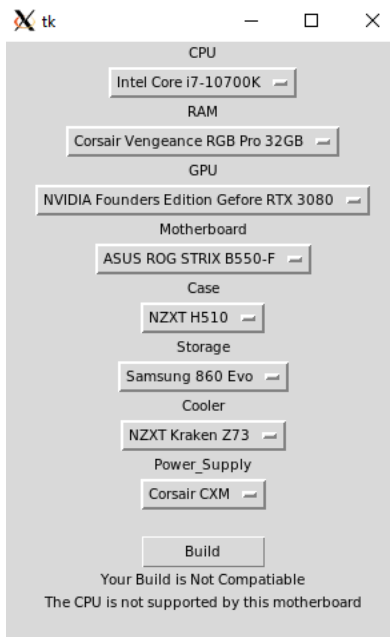 tk
CPU
Intel Core i7-10700K
RAM
Corsair Vengeance RGB Pro 32GB
GPU
NVIDIA Founders Edition Gefore RTX 3080
Motherboard
ASUS ROG STRIX B550-F
Case
NZXT H510
Storage
Samsung 860 Evo
Cooler
NZXT Kraken Z73
Power_Supply
Corsair CXM
Build
Your Build is Not Compatiable
The CPU is not supported by this motherboard